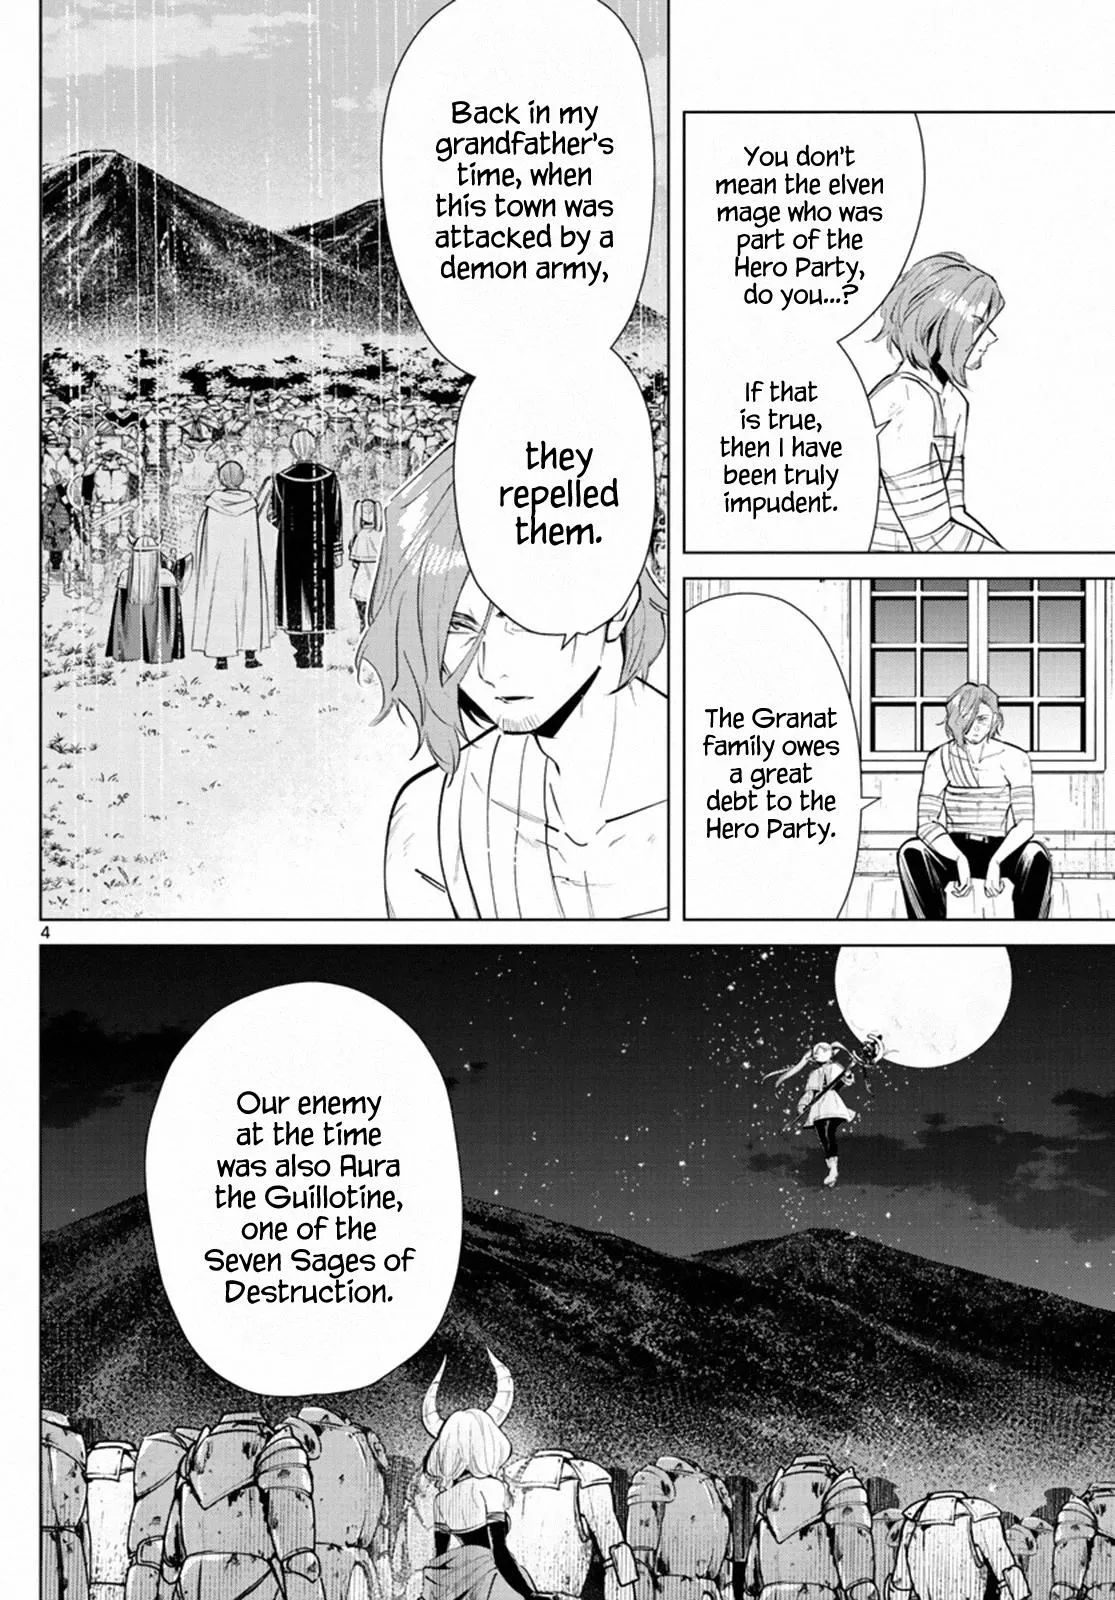 You don't
mean the elven
mage who was
part of the
Hero Party,
do you...?
If that
is true,
then I have
been truly
impudent.
The Granat
family owes
a great
debt to the
Hero Party.
Back in my
grandfather's
time, when
this town was
attacked by a
demon army,
they
repelled
them.
4
Our enemy
at the time
was also Aura
the Guillotine,
one of the
Seven Sages of
Destruction.